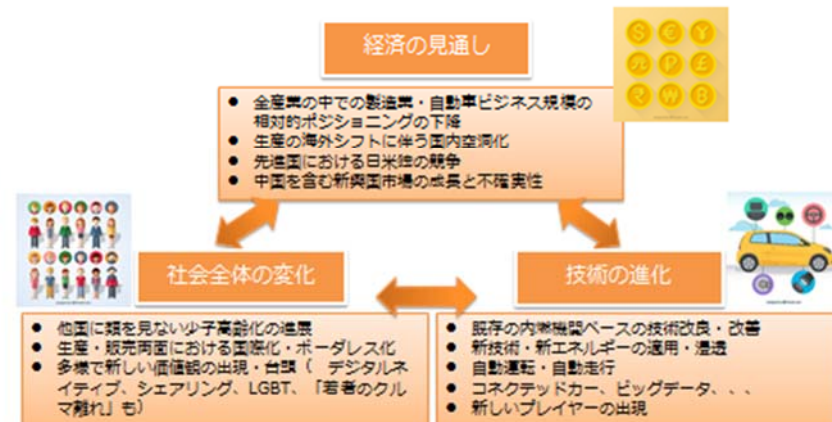 経済の見通し
● 全産業の中での製造業・自動車ビジネス規模の
相対的ポジショニングの下降
● 生産の海外シフトに伴う国内空洞化
● 先進国における日米独の競争
● 中国を含む新興国市場の成長と不確実性
$ € ¥
₽ £
₹ ₩
社会全体の変化
● 他国に類を見ない少子高齢化の進展
● 生産・販売両面における国際化・ボーダレス化
● 多様で新しい価値観の出現・台頭（ デジタルネ
イティブ、シェアリング、LGBT、「若者のクル
マ離れ」も）
技術の進化
● 既存の内燃機関ベースの技術改良・改善
● 新技術・新エネルギーの適用・浸透
● 自動運転・自動走行
● コネクテッドカー、ビッグデータ、、、
● 新しいプレイヤーの出現